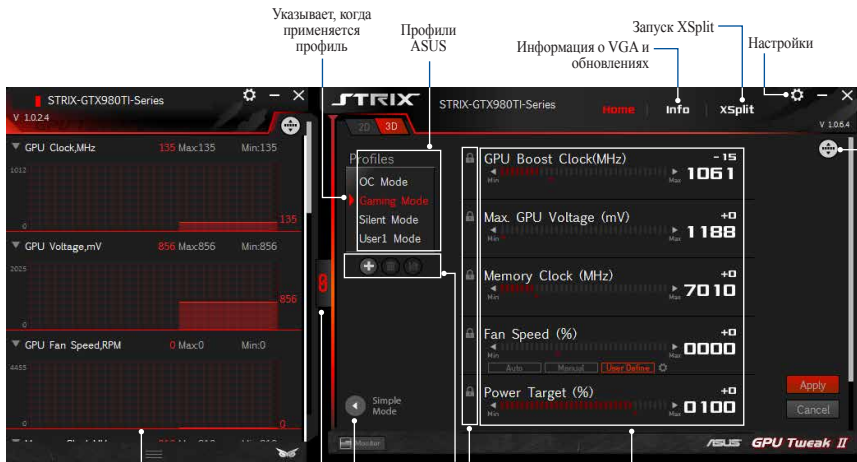 Указывает, когда
применяется
профиль
Профили
ASUS
Информация о VGA и
обновлениях
Запуск XSplit
Настройки
STRIX-GTX980TI-Series
V 1.0.2.4
GPU Clock,MHz 135 Max:135 Min:135
1012
135
0
GPU Voltage,mV 856 Max:856 Min:856
2025
856
0
GPU Fan Speed,RPM 0 Max:0 Min:0
4455
0
0
STRIX
STRIX-GTX980TI-Series
Home Info XSplit
V 1.0.6.4
2D 3D
Profiles
OC Mode
Gaming Mode
Silent Mode
User1 Mode
GPU Boost Clock(MHz) -15
Min Max 1061
Max. GPU Voltage (mV) +0
Min Max 1188
Memory Clock (MHz) +0
Min Max 7010
Fan Speed (%) +0
Min Max 0000
Auto Manual User Define
Power Target (%) +0
Min Max 0100
Apply
Cancel
Simple
Mode
Monitor
ASUS GPU Tweak II